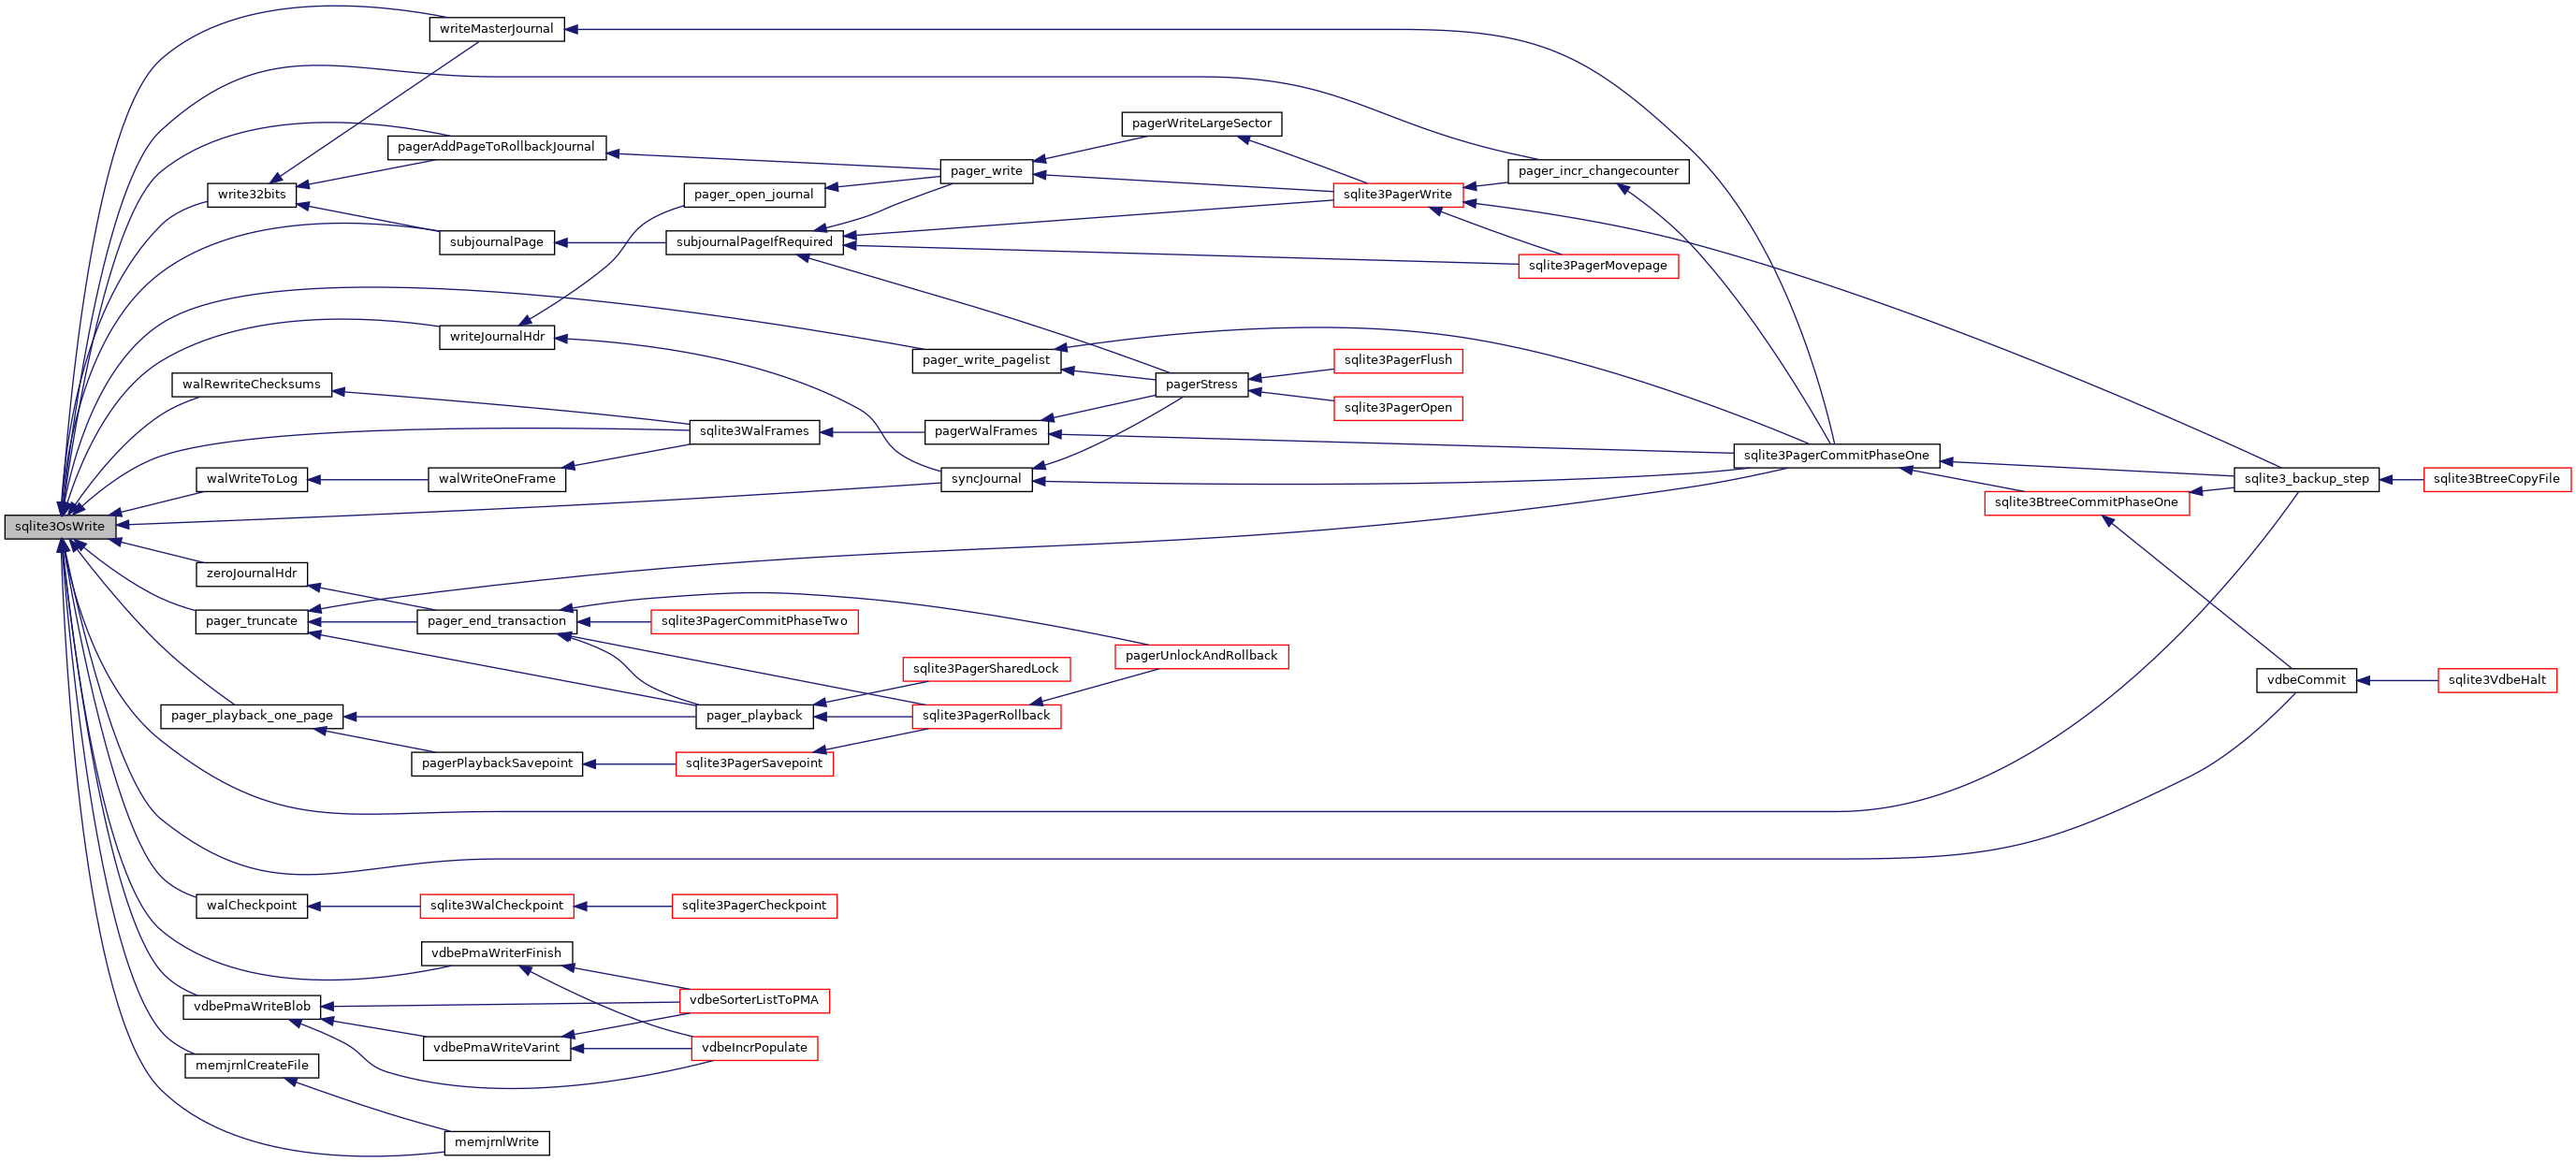 writeMasterJournal
pagerWriteLargeSector
pagerAddPageToRollbackJournal
pager_write
pager_incr_changecounter
write32bits
pager_open_journal
sqlite3PagerWrite
subjournalPage
subjournalPageIfRequired
sqlite3PagerMovepage
writeJournalHdr
pager_write_pagelist
sqlite3PagerFlush
walRewriteChecksums
pagerStress
sqlite3PagerOpen
sqlite3WalFrames
pagerWalFrames
sqlite3PagerCommitPhaseOne
walWriteToLog
walWriteOneFrame
syncJournal
sqlite3_backup_step
sqlite3BtreeCopyFile
sqlite3BtreeCommitPhaseOne
sqlite3OsWrite
zeroJournalHdr
pager_truncate
pager_end_transaction
sqlite3PagerCommitPhaseTwo
pagerUnlockAndRollback
sqlite3PagerSharedLock
vdbeCommit
sqlite3VdbeHalt
pager_playback_one_page
pager_playback
sqlite3PagerRollback
pagerPlaybackSavepoint
sqlite3PagerSavepoint
walCheckpoint
sqlite3WalCheckpoint
sqlite3PagerCheckpoint
vdbePmaWriterFinish
vdbeSorterListToPMA
vdbePmaWriteBlob
vdbePmaWriteVarint
vdbeIncrPopulate
memjrnlCreateFile
memjrnlWrite